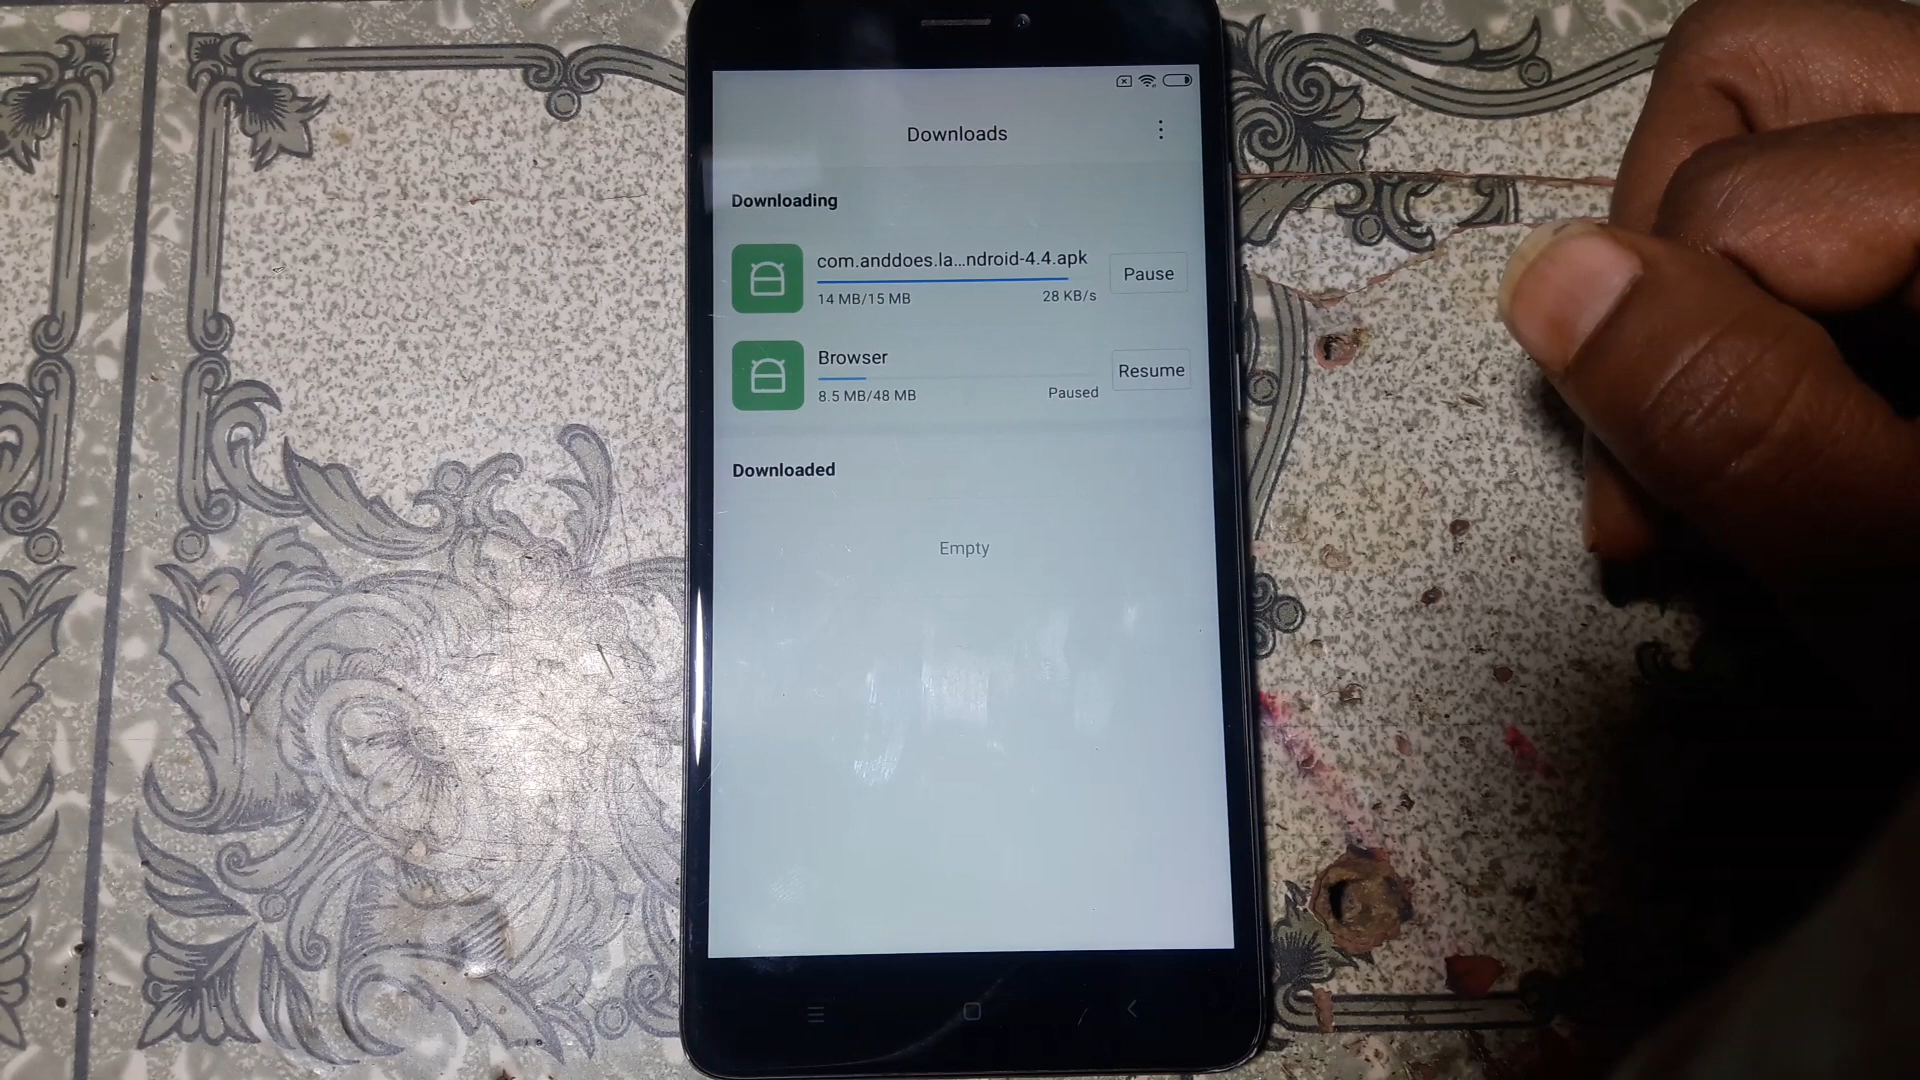 Downloads
Downloading
com.anddoes.la...ndroid-4.4.apk
14 MB/15 MB
28 KB/s
Pause
Browser
8.5 MB/48 MB
Paused
Resume
Downloaded
Empty